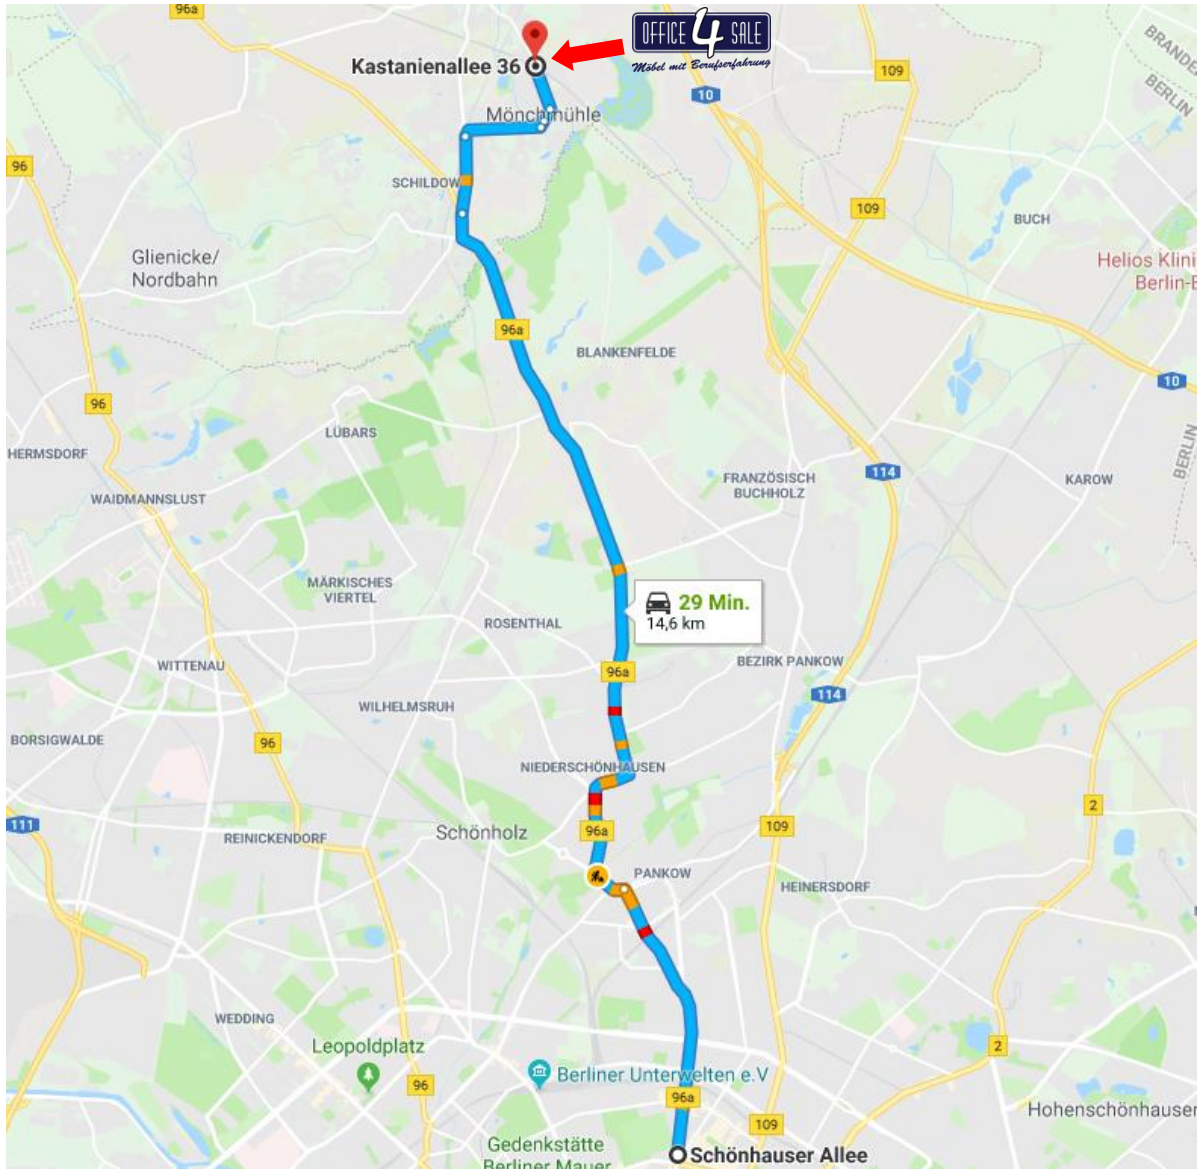 96a
OFFICE 4 SALE
Möbel mit Berufserfahrung
Kastanienallee 36
109
BRANDE
BERLIN
10
Mönchmühle
96
SCHILDOW
109
BUCH
Glienicke/
Nordbahn
Helios Klini
Berlin-B
96a
BLANKENFELDE
10
96
LÜBARS
BERLIN
HERMSDORF
114
FRANZÖSISCH
BUCHHOLZ
KAROW
WAIDMANNSLUST
MÄRKISCHES
VIERTEL
29 Min.
14,6 km
ROSENTHAL
WITTENAU
96a
BEZIRK PANKOW
114
WILHELMSRUH
BORSIGWALDE
96
NIEDERSCHÖNHAUSEN
2
111
REINICKENDORF
Schönholz
96a
109
PANKOW
HEINERSDORF
WEDDING
Leopoldplatz
2
96
Berliner Unterwelten e.V
96a
109
Hohenschönhausen
Gedenkstätte
Berliner Mauer
Schönhauser Allee